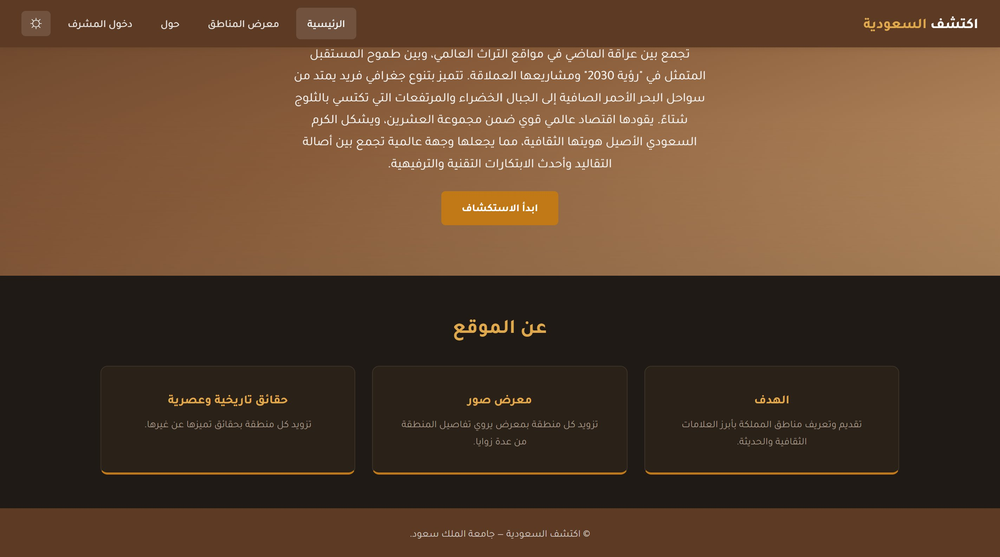 اكتشف السعودية
الرئيسية
معرض المناطق
حول
دخول المشرف
تجمع بين عراقة الماضي في مواقع التراث العالمي، وبين طموح المستقبل
المتمثل في "رؤية 2030" ومشاريعها العملاقة. تتميز بتنوع جغرافي فريد يمتد من
سواحل البحر الأحمر الصافية إلى الجبال الخضراء والمرتفعات التي تكتسي بالثلوج
شتاءً. يقودها اقتصاد عالمي قوي ضمن مجموعة العشرين، ويشكل الكرم
السعودي الأصيل هويتها الثقافية، مما يجعلها وجهة عالمية تجمع بين أصالة
التقاليد وأحدث الابتكارات التقنية والترفيهية.
ابدأ الاستكشاف
عن الموقع
الهدف
تقديم وتعريف مناطق المملكة بأبرز العلامات
الثقافية والحديثة.
معرض صور
تزويد كل منطقة بمعرض يروي تفاصيل المنطقة
من عدة زوايا.
حقائق تاريخية وعصرية
تزويد كل منطقة بحقائق تميزها عن غيرها.
© اكتشف السعودية — جامعة الملك سعود.